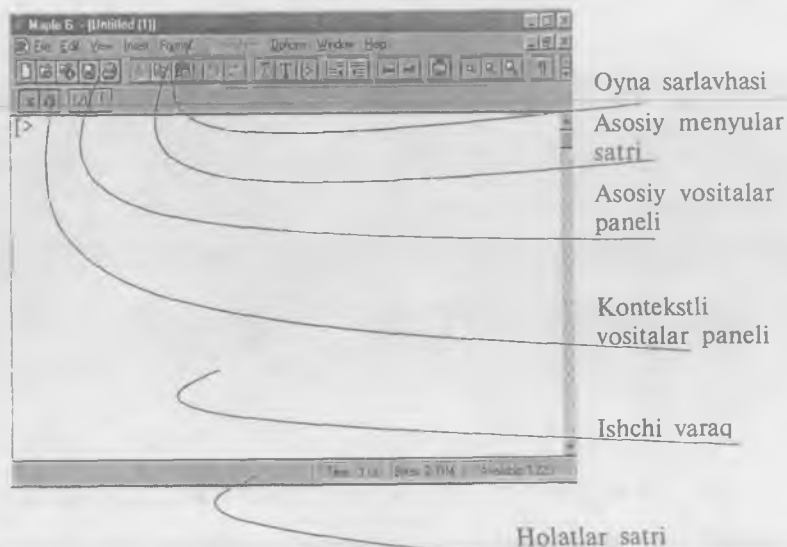 Maple 6 - [Untitled (1)]
File Edit View Insert Format Options Window Help
[>
Oyna sarlavhasi
Asosiy menyular
satri
Asosiy vositalar
paneli
Kontekstli
vositalar paneli
Ishchi varaq
Holatlar satri